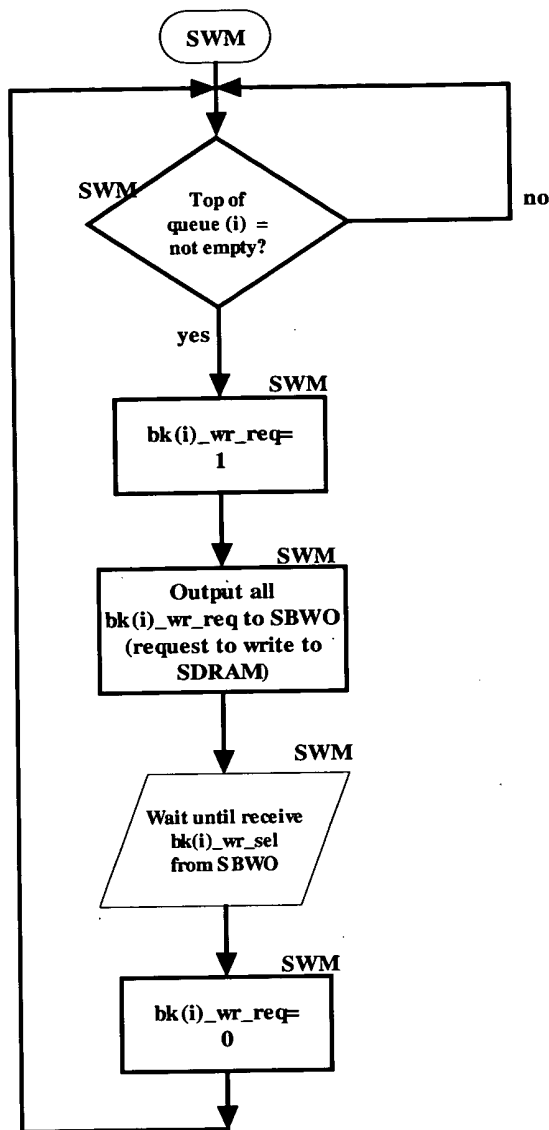 SWM
SWM
Top of
queue (i) =
not empty?
no
yes
SWM
bk(i)_wr_req=
1
SWM
Output all
bk(i)_wr_req to SBWO
(request to write to
SDRAM)
SWM
Wait until receive
bk(i)_wr_sel
from SBWO
SWM
bk(i)_wr_req=
0